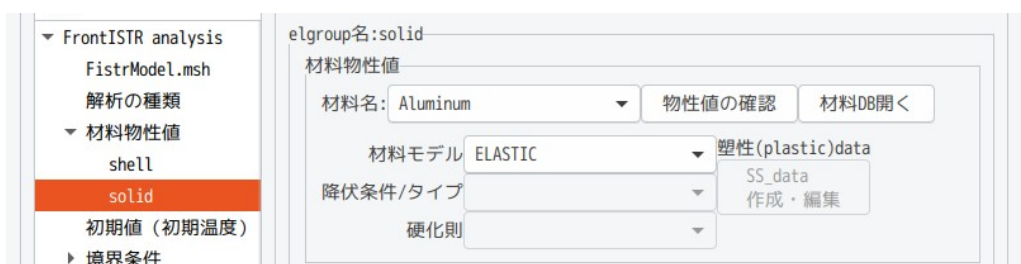 FrontISTR analysis
FistrModel.msh
解析の種類
材料物性値
shell
solid
初期値（初期温度）
境界条件
elgroup名:solid
材料物性値
材料名: Aluminum 物性値の確認 材料DB開く
材料モデル ELASTIC 塑性(plastic)data
降伏条件/タイプ SS_data
作成・編集
硬化則